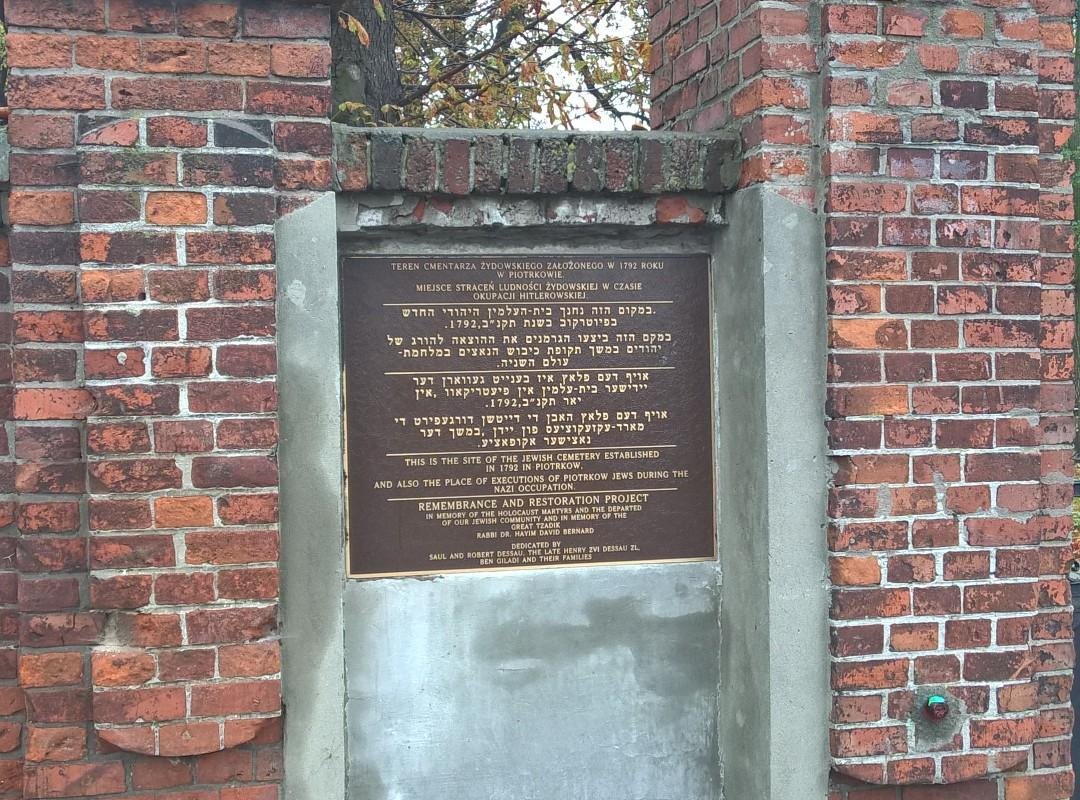 TEREN CMENTARZA ŻYDOWSKIEGO ZAŁOŻONEGO W 1792 ROKU
W PIOTRKOWIE.
MIEJSCE STRACEŃ LUDNOŚCI ŻYDOWSKIEJ W CZASIE
OKUPACJI HITLEROWSKIEJ
במקום הזה נחנך בית-העלמין היהודי החדש.
בפיוטרקוב בשנת תקנ"ב,1792.
במקם הזה ביצעו הגרמנים את ההוצאה להורג של
יהודים במשך תקופת כיבוש הנאצים במלחמת-
עולם השניה.
אויף דעם פלאץ איז בענייט געווארן דער
יידישער בית-עלמין אין פיעטריקאוו ,אין
יאר תקנ"ב,1792.
אויף דעם פלאץ האבן די דייטשן דורגעפירט די
מארד-עקזעקוציעס פון יידן ,במשך דער
נאצישער אקופאציע.
THIS IS THE SITE OF THE JEWISH CEMETERY ESTABLISHED
IN 1792 IN PIOTRKOW,
AND ALSO THE PLACE OF EXECUTIONS OF PIOTRKOW JEWS DURING THE
NAZI OCCUPATION.
REMEMBRANCE AND RESTORATION PROJECT
IN MEMORY OF THE HOLOCAUST MARTYRS AND THE DEPARTED
OF OUR JEWISH COMMUNITY AND IN MEMORY OF THE
GREAT TZADIK
RABBI DR. HAYIM DAVID BERNARD
DEDICATED BY
SAUL AND ROBERT DESSAU, THE LATE HENRY ZVI DESSAU ZL,
BEN GILADI AND THEIR FAMILIES